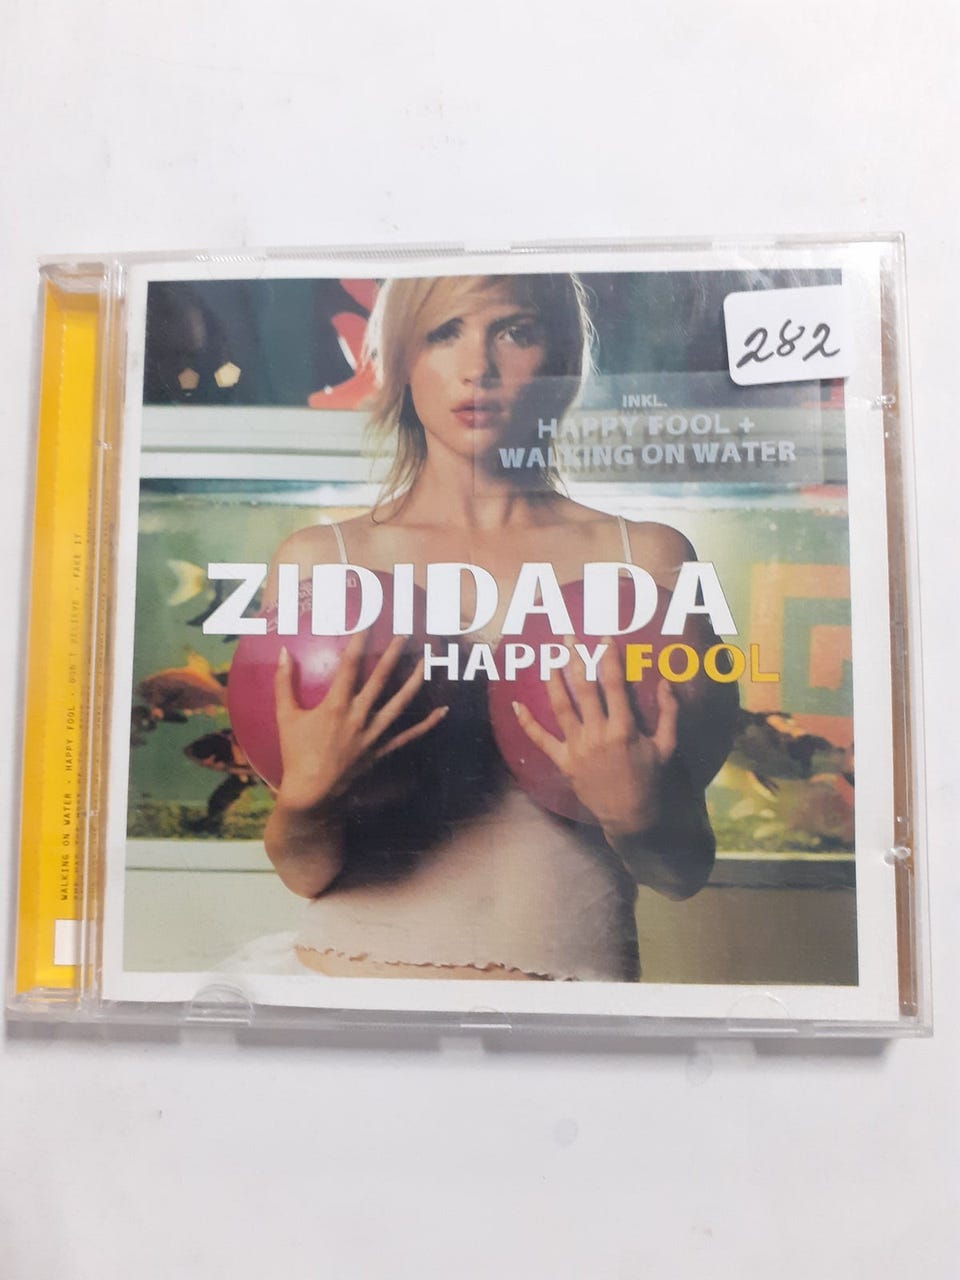 282
INKL.
HAPPY FOOL +
WALKING ON WATER
ZIDIDADA
HAPPY FOOL
WALKING ON WATER · HAPPY FOOL · DON'T BELIEVE · FAKE IT